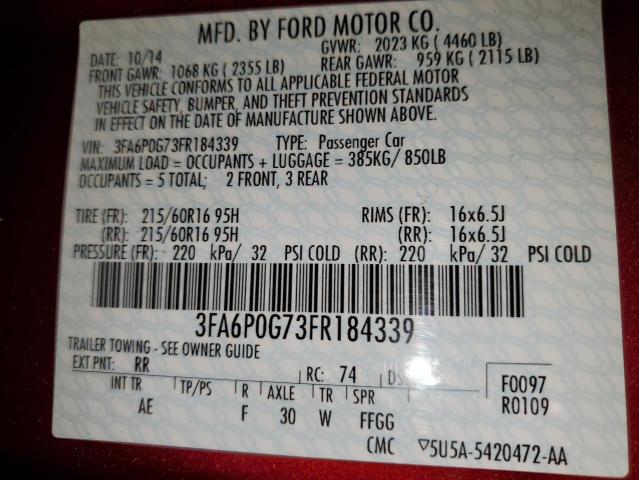 MFD. BY FORD MOTOR CO.
DATE: 10/14 GVWR: 2023 KG ( 4460 LB)
FRONT GAWR: 1068 KG ( 2355 LB) REAR GAWR: 959 KG ( 2115 LB)
THIS VEHICLE CONFORMS TO ALL APPLICABLE FEDERAL MOTOR
VEHICLE SAFETY, BUMPER, AND THEFT PREVENTION STANDARDS
IN EFFECT ON THE DATE OF MANUFACTURE SHOWN ABOVE.
VIN: 3FA6P0G73FR184339 TYPE: Passenger Car
MAXIMUM LOAD = OCCUPANTS + LUGGAGE = 385KG/ 850LB
OCCUPANTS = 5 TOTAL; 2 FRONT, 3 REAR
TIRE (FR): 215/60R16 95H RIMS (FR): 16x6.5J
(RR): 215/60R16 95H (RR): 16x6.5J
PRESSURE (FR): 220 kPa/ 32 PSI COLD (RR): 220 kPa/ 32 PSI COLD
3FA6P0G73FR184339
TRAILER TOWING - SEE OWNER GUIDE
EXT PNT: RR RC: 74 F0097
INT TR TP/PS R AXLE TR SPR R0109
AE F 30 W FFGG
CMC ▽5U5A-5420472-AA